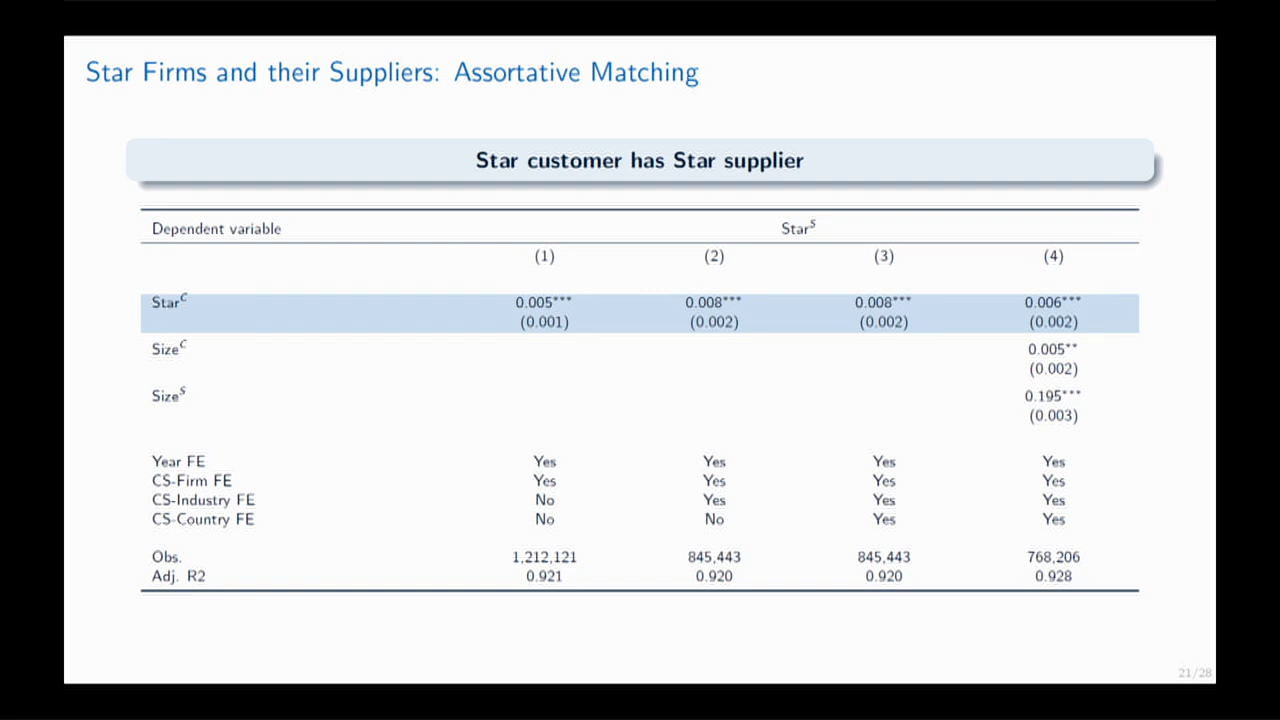 Star Firms and their Suppliers: Assortative Matching
Star customer has Star supplier
Dependent variable Star^S
(1) (2) (3) (4)
Star^C 0.005*** 0.008*** 0.008*** 0.006***
(0.001) (0.002) (0.002) (0.002)
Size^C 0.005**
(0.002)
Size^S 0.195***
(0.003)
Year FE Yes Yes Yes Yes
CS-Firm FE Yes Yes Yes Yes
CS-Industry FE No Yes Yes Yes
CS-Country FE No No Yes Yes
Obs. 1,212,121 845,443 845,443 768,206
Adj. R2 0.921 0.920 0.920 0.928
21/28